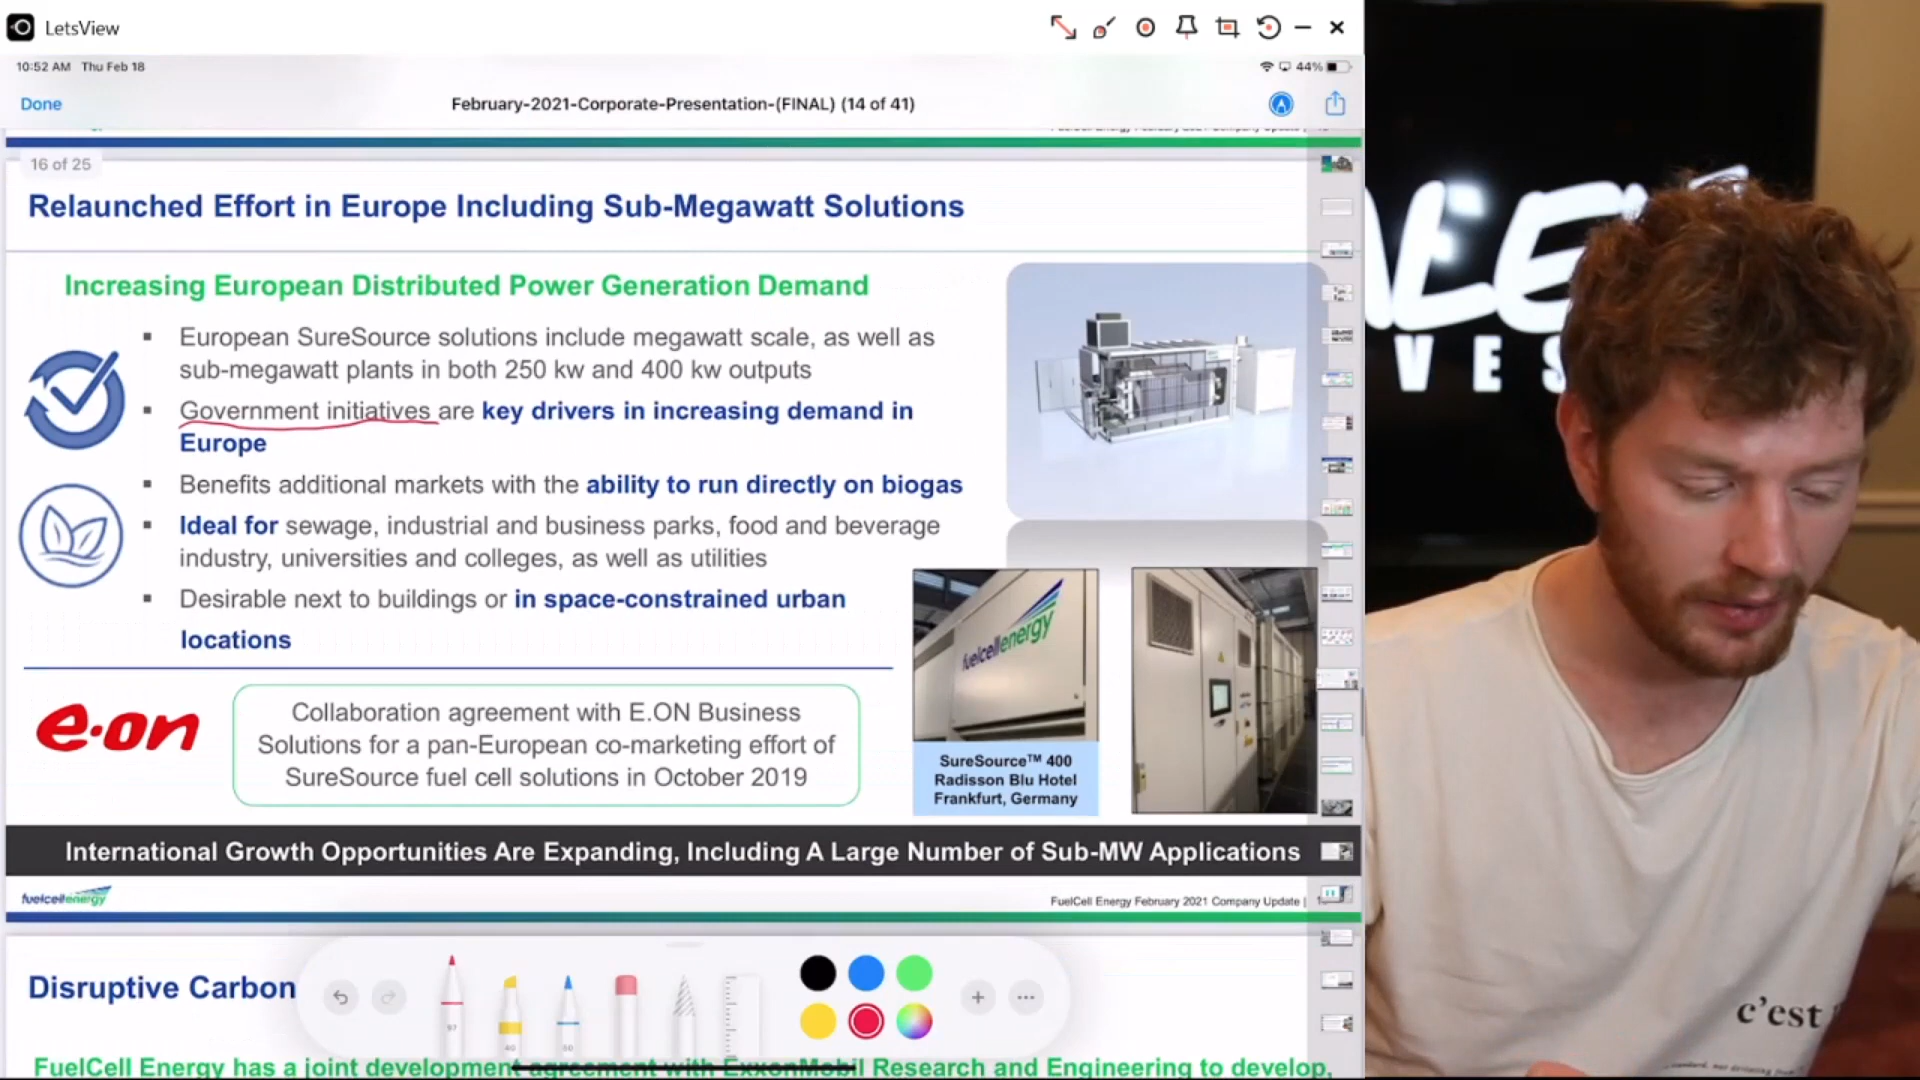 LetsView
10:52 AM Thu Feb 18
44%
Done
February-2021-Corporate-Presentation-(FINAL) (14 of 41)
16 of 25
Relaunched Effort in Europe Including Sub-Megawatt Solutions
Increasing European Distributed Power Generation Demand
▪ European SureSource solutions include megawatt scale, as well as
sub-megawatt plants in both 250 kw and 400 kw outputs
▪ Government initiatives are key drivers in increasing demand in
Europe
▪ Benefits additional markets with the ability to run directly on biogas
▪ Ideal for sewage, industrial and business parks, food and beverage
industry, universities and colleges, as well as utilities
▪ Desirable next to buildings or in space-constrained urban
locations
e·on
Collaboration agreement with E.ON Business
Solutions for a pan-European co-marketing effort of
SureSource fuel cell solutions in October 2019
fuelcellenergy
SureSource™ 400
Radisson Blu Hotel
Frankfurt, Germany
International Growth Opportunities Are Expanding, Including A Large Number of Sub-MW Applications
fuelcellenergy
FuelCell Energy February 2021 Company Update |
Disruptive Carbon
97
FuelCell Energy has a joint development agreement with ExxonMobil Research and Engineering to develop,
VES
c'est